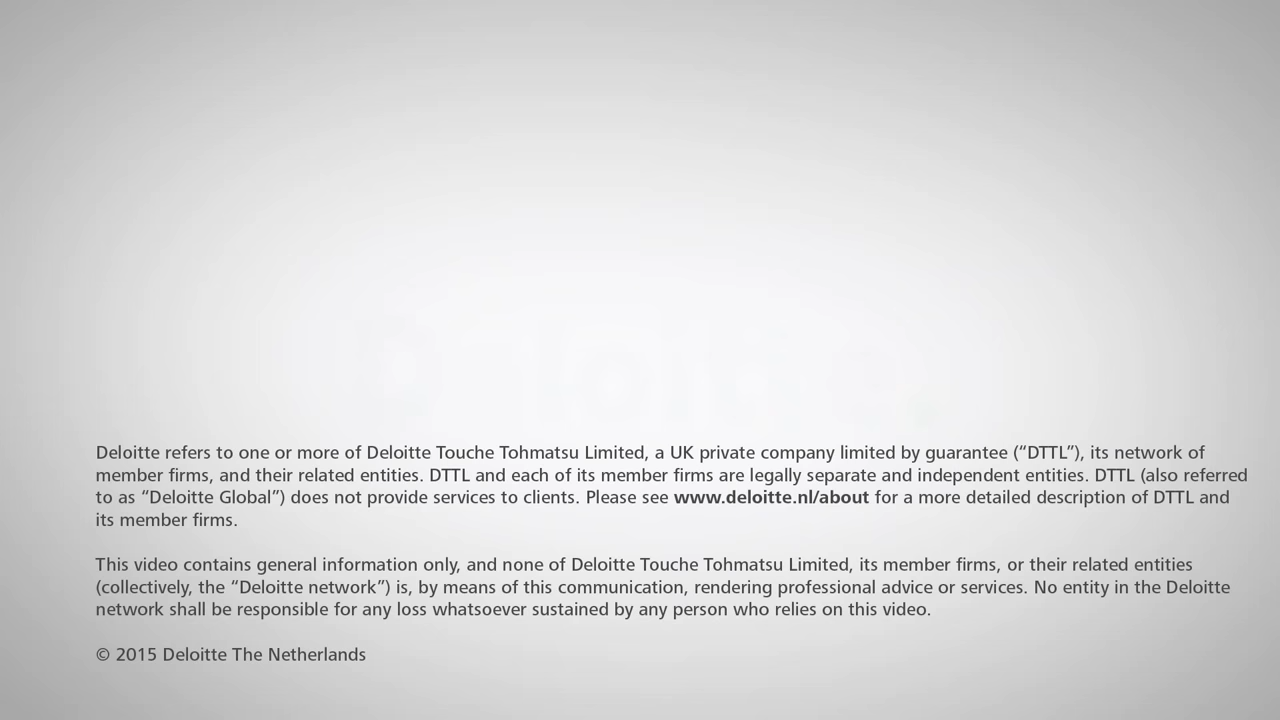 Deloitte refers to one or more of Deloitte Touche Tohmatsu Limited, a UK private company limited by guarantee (“DTTL”), its network of
member firms, and their related entities. DTTL and each of its member firms are legally separate and independent entities. DTTL (also referred
to as “Deloitte Global”) does not provide services to clients. Please see www.deloitte.nl/about for a more detailed description of DTTL and
its member firms.
This video contains general information only, and none of Deloitte Touche Tohmatsu Limited, its member firms, or their related entities
(collectively, the “Deloitte network”) is, by means of this communication, rendering professional advice or services. No entity in the Deloitte
network shall be responsible for any loss whatsoever sustained by any person who relies on this video.
© 2015 Deloitte The Netherlands